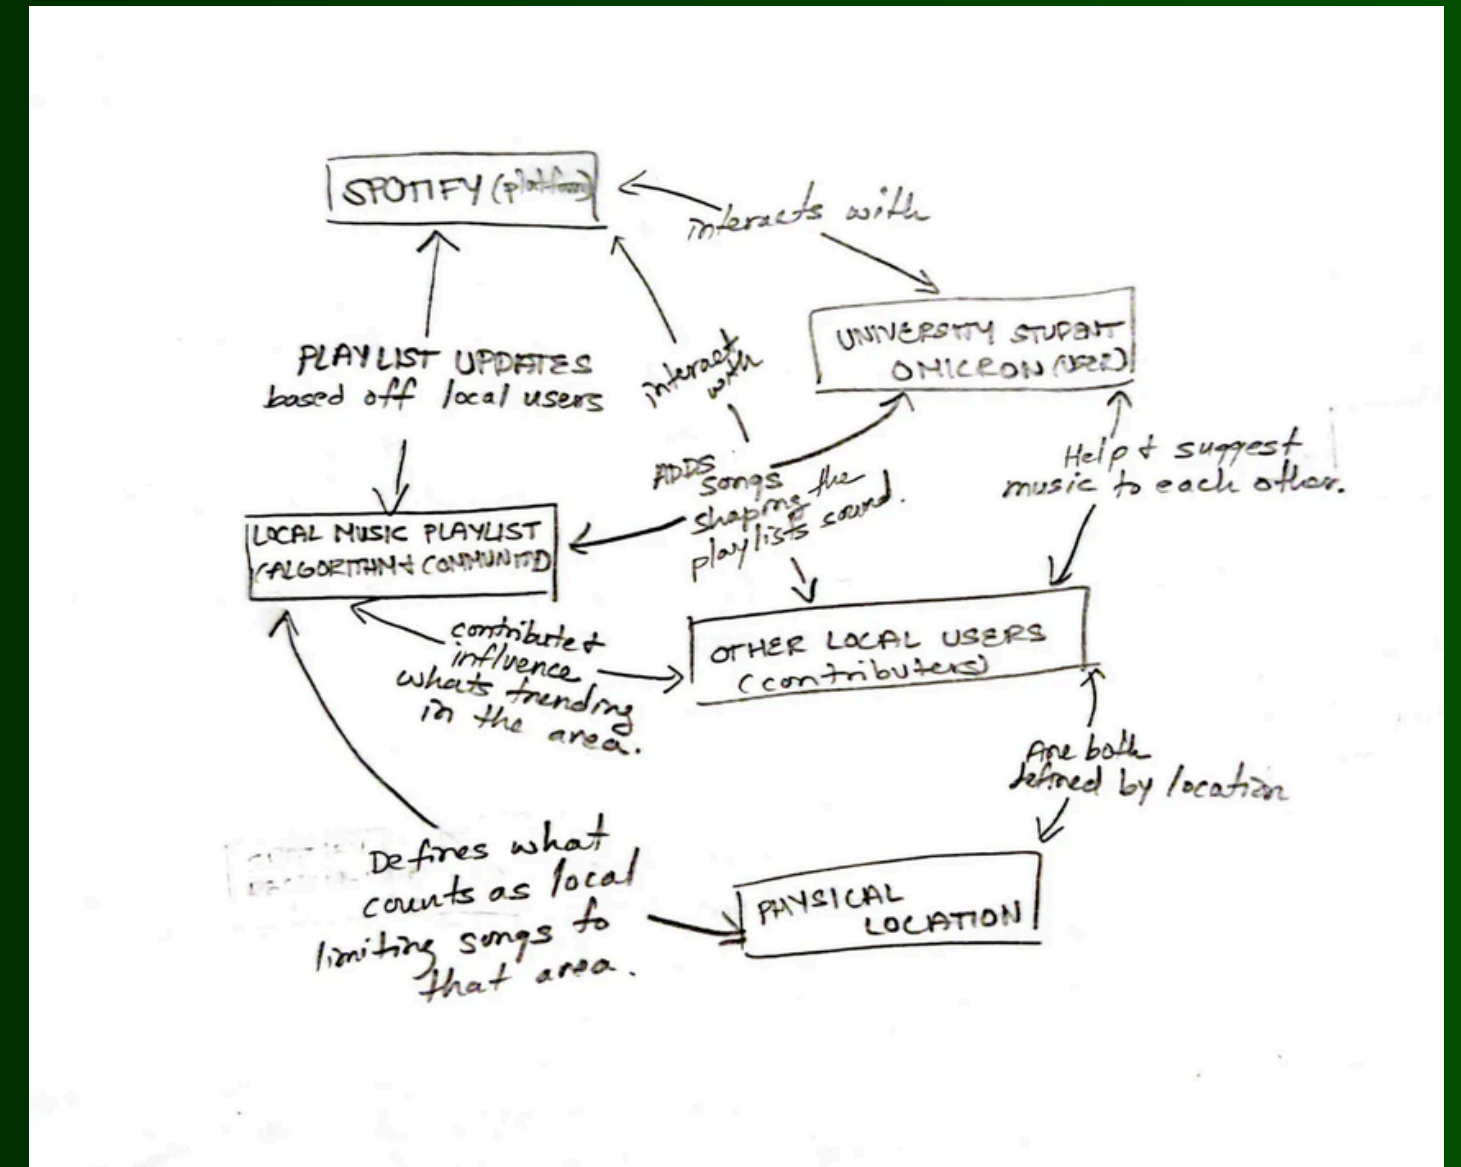 SPOTIFY (platform)
interacts with
UNIVERSITY STUDENT
OMICRON (USER)
PLAYLIST UPDATES
based off local users
interact
with
ADDS
songs
shaping the
playlists sound.
Help & suggest
music to each other.
LOCAL MUSIC PLAYLIST
(ALGORITHM & COMMUNITY)
contribute &
influence
whats trending
in the area.
OTHER LOCAL USERS
(contributers)
Are both
defined by location
Defines what
counts as local
limiting songs to
that area.
PHYSICAL
LOCATION